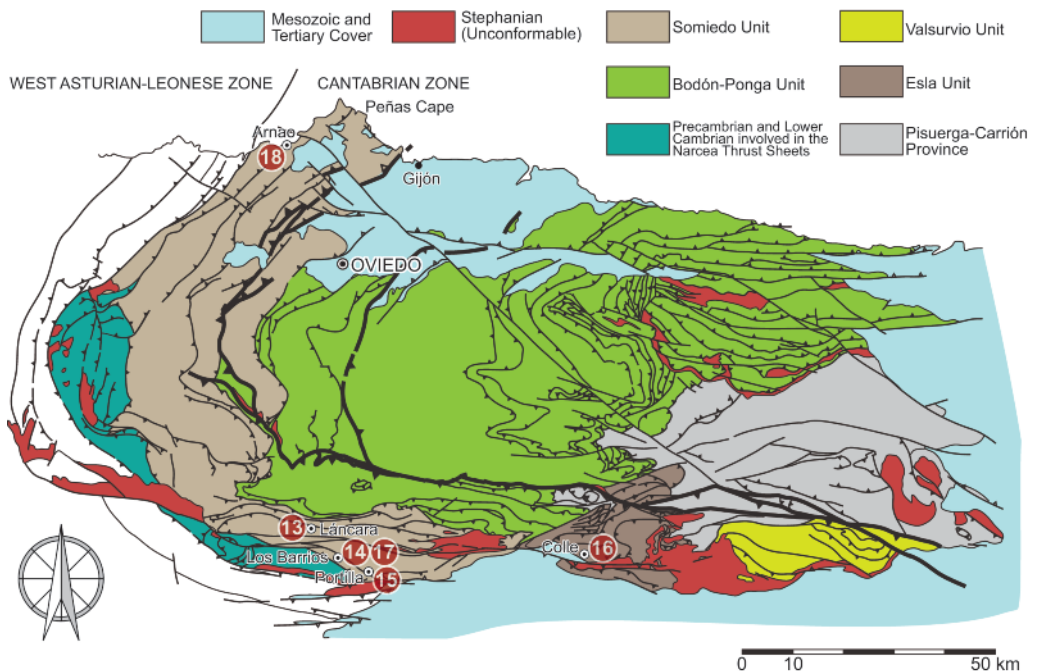 Mesozoic and
Tertiary Cover
Stephanian
(Unconformable)
Somiedo Unit
Valsurvio Unit
WEST ASTURIAN-LEONESE ZONE
CANTABRIAN ZONE
Bodón-Ponga Unit
Esla Unit
Peñas Cape
Precambrian and Lower
Cambrian involved in the
Narcea Thrust Sheets
Pisuerga-Carrión
Province
Arnao
18
Gijón
OVIEDO
13
Láncara
Los Barrios
14
17
Colle
16
Portilla
15
0
10
50 km